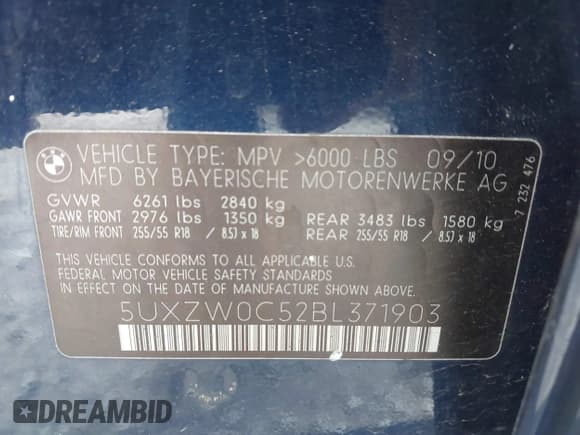 BMW
VEHICLE TYPE: MPV >6000 LBS 09/10
MFD BY BAYERISCHE MOTORENWERKE AG
GVWR 6261 lbs 2840 kg
GAWR FRONT 2976 lbs 1350 kg REAR 3483 lbs 1580 kg
TIRE/RIM FRONT 255/55 R18 / 8.5J x 18 REAR 255/55 R18 / 8.5J x 18
THIS VEHICLE CONFORMS TO ALL APPLICABLE U.S.
FEDERAL MOTOR VEHICLE SAFETY STANDARDS IN
EFFECT ON THE DATE OF MANUFACTURE SHOWN ABOVE.
5UXZW0C52BL371903
7 232 476
DREAMBID